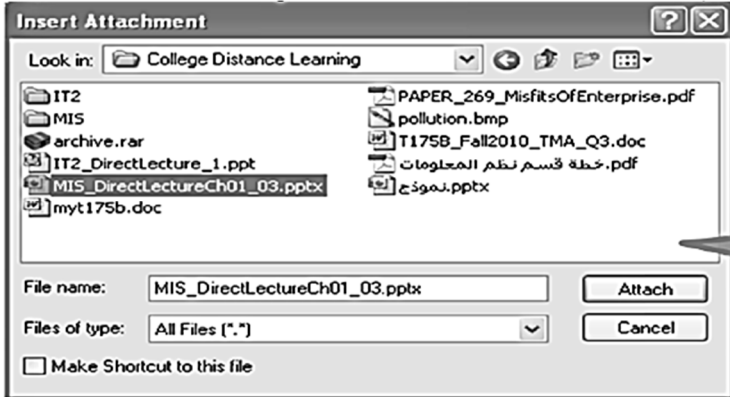 Insert Attachment
Look in: College Distance Learning
IT2
MIS
archive.rar
IT2_DirectLecture_1.ppt
MIS_DirectLectureCh01_03.pptx
myt175b.doc
PAPER_269_MisfitsOfEnterprise.pdf
pollution.bmp
T175B_Fall2010_TMA_Q3.doc
خطة قسم نظم المعلومات.pdf
نموذج.pptx
File name: MIS_DirectLectureCh01_03.pptx Attach
Files of type: All Files (*.*) Cancel
Make Shortcut to this file